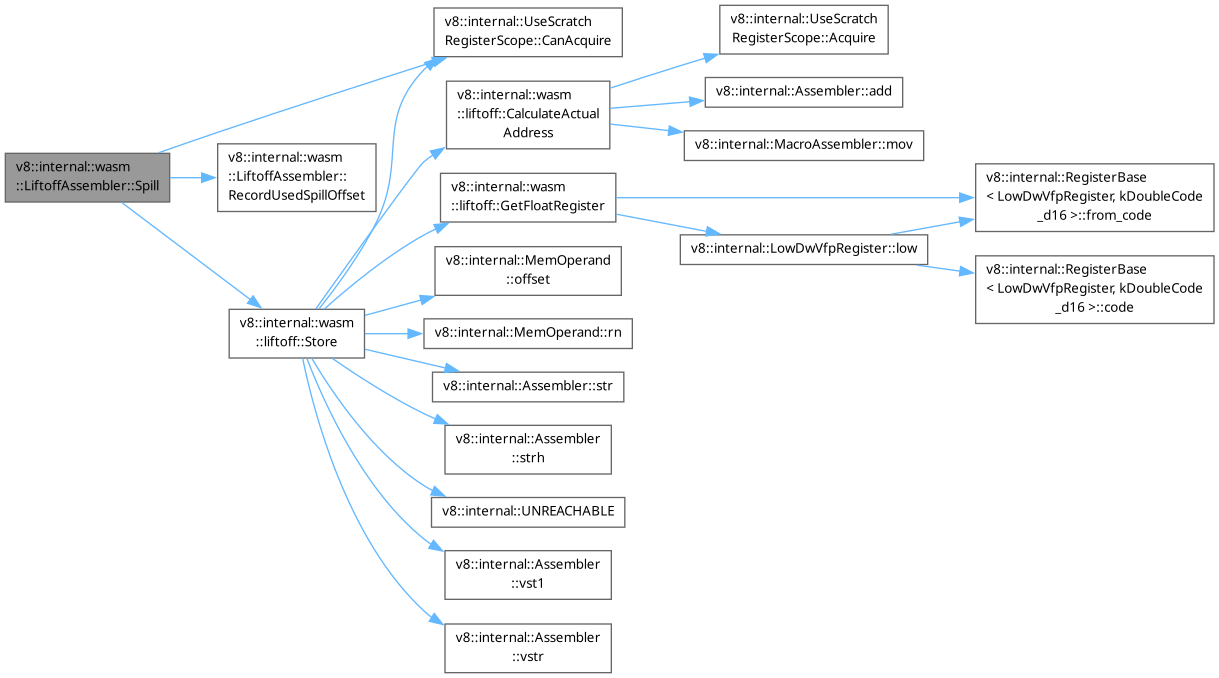 v8::internal::wasm
::LiftoffAssembler::Spill
v8::internal::UseScratch
RegisterScope::CanAcquire
v8::internal::wasm
::LiftoffAssembler::
RecordUsedSpillOffset
v8::internal::wasm
::liftoff::Store
v8::internal::wasm
::liftoff::CalculateActual
Address
v8::internal::UseScratch
RegisterScope::Acquire
v8::internal::Assembler::add
v8::internal::MacroAssembler::mov
v8::internal::wasm
::liftoff::GetFloatRegister
v8::internal::RegisterBase
< LowDwVfpRegister, kDoubleCode
_d16 >::from_code
v8::internal::LowDwVfpRegister::low
v8::internal::RegisterBase
< LowDwVfpRegister, kDoubleCode
_d16 >::code
v8::internal::MemOperand
::offset
v8::internal::MemOperand::rn
v8::internal::Assembler::str
v8::internal::Assembler
::strh
v8::internal::UNREACHABLE
v8::internal::Assembler
::vst1
v8::internal::Assembler
::vstr